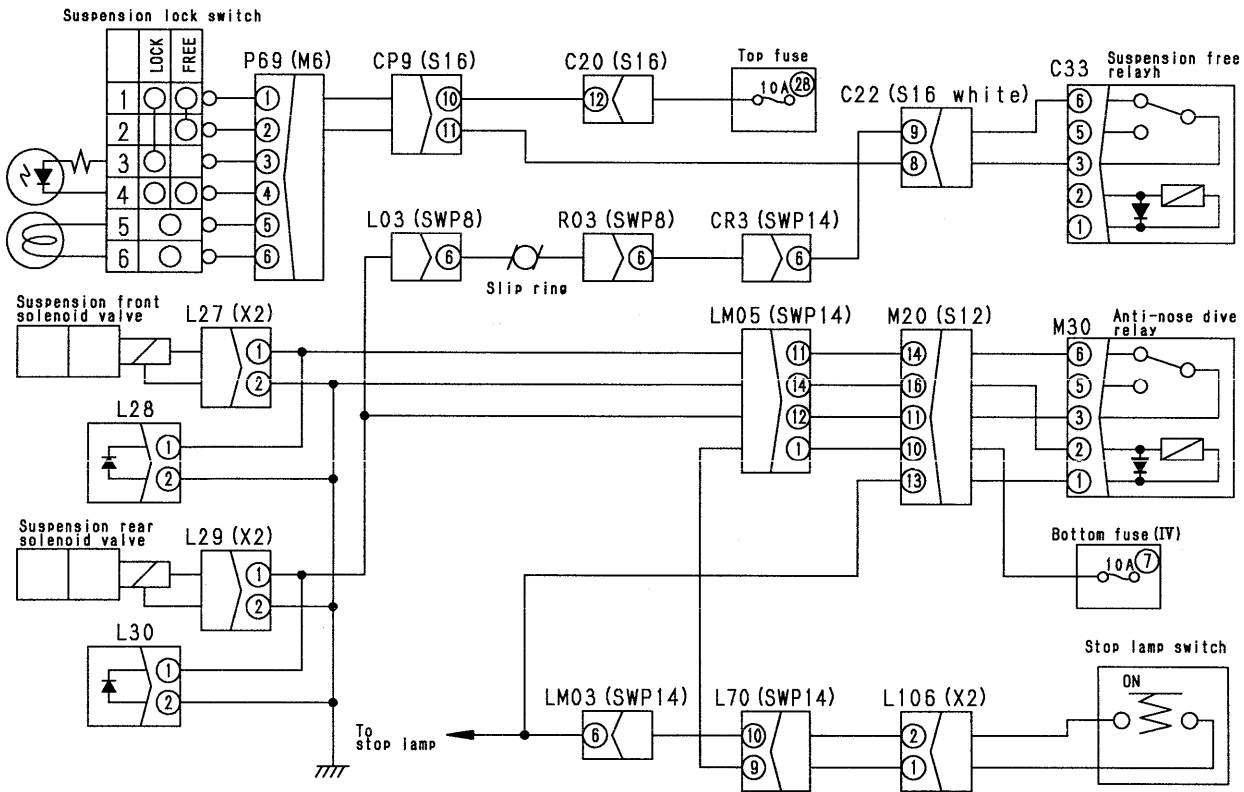 Suspension lock switch
LOCK
FREE
1
2
3
4
5
6
P69 (M6)
1
2
3
4
5
6
CP9 (S16)
10
11
C20 (S16)
12
Top fuse
10A 28
C22 (S16 white)
9
8
C33
Suspension free
relayh
6
5
3
2
1
L03 (SWP8)
6
Slip ring
R03 (SWP8)
6
CR3 (SWP14)
6
Suspension front
solenoid valve
L27 (X2)
1
2
L28
1
2
LM05 (SWP14)
11
14
12
1
M20 (S12)
14
16
11
10
13
M30
Anti-nose dive
relay
6
5
3
2
1
Suspension rear
solenoid valve
L29 (X2)
1
2
L30
1
2
Bottom fuse (IV)
10A 7
To
stop lamp
LM03 (SWP14)
6
L70 (SWP14)
10
9
L106 (X2)
2
1
Stop lamp switch
ON